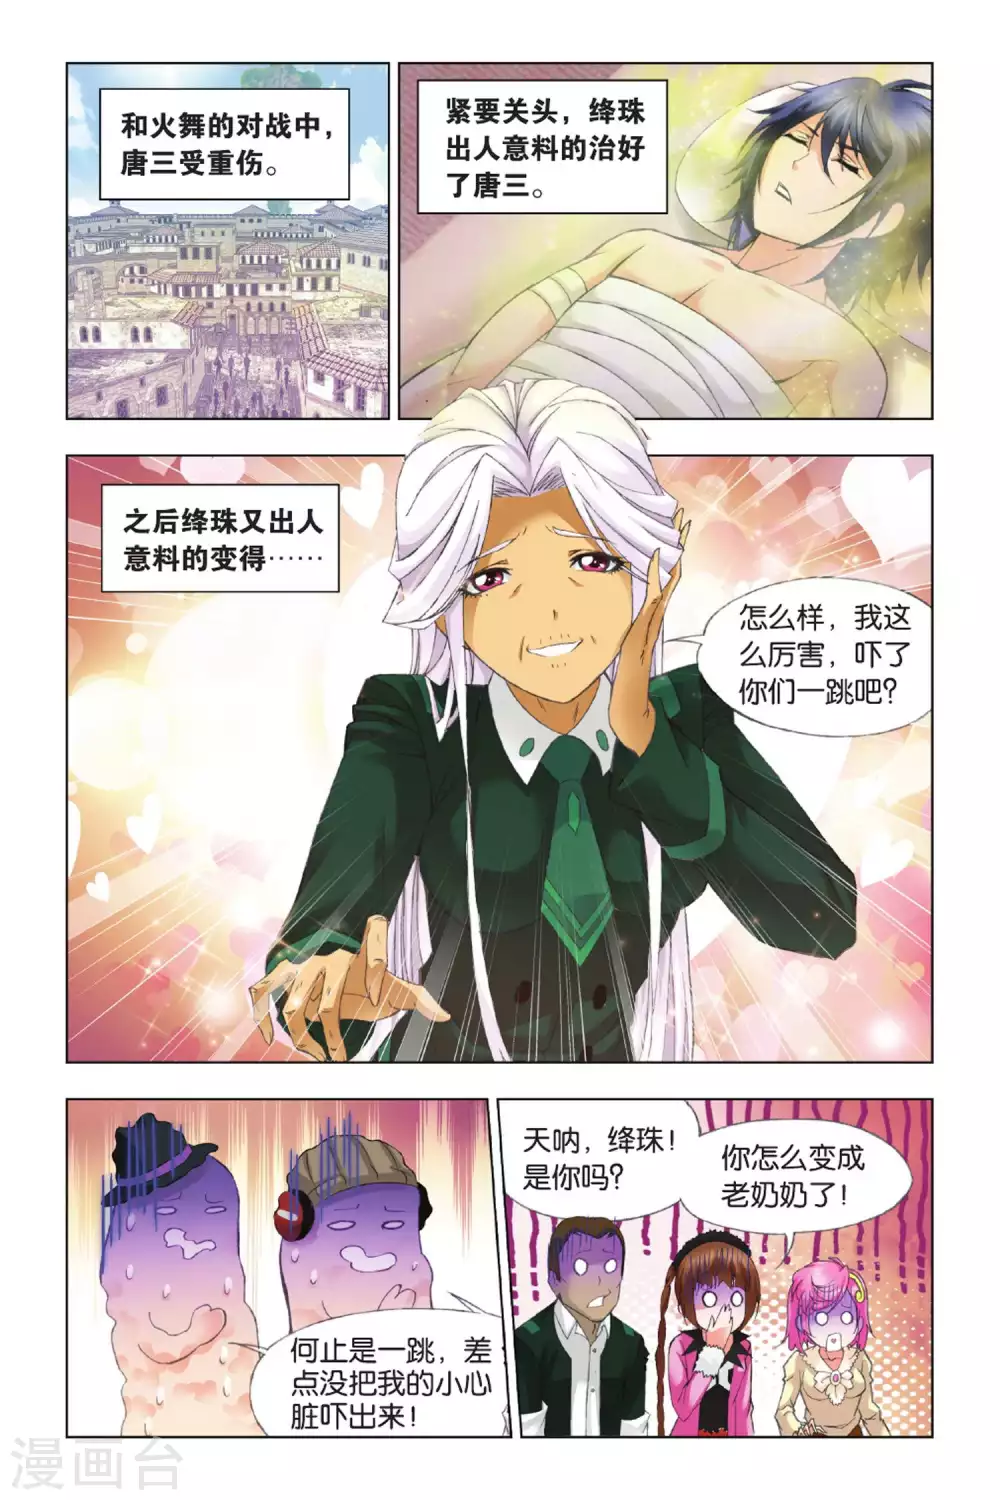 和火舞的对战中，
唐三受重伤。
紧要关头，绛珠
出人意料的治好
了唐三。
之后绛珠又出人
意料的变得……
怎么样，我这
么厉害，吓了
你们一跳吧？
何止是一跳，差
点没把我的小心
脏吓出来！
天呐，绛珠！
是你吗？
你怎么变成
老奶奶了！
漫画台